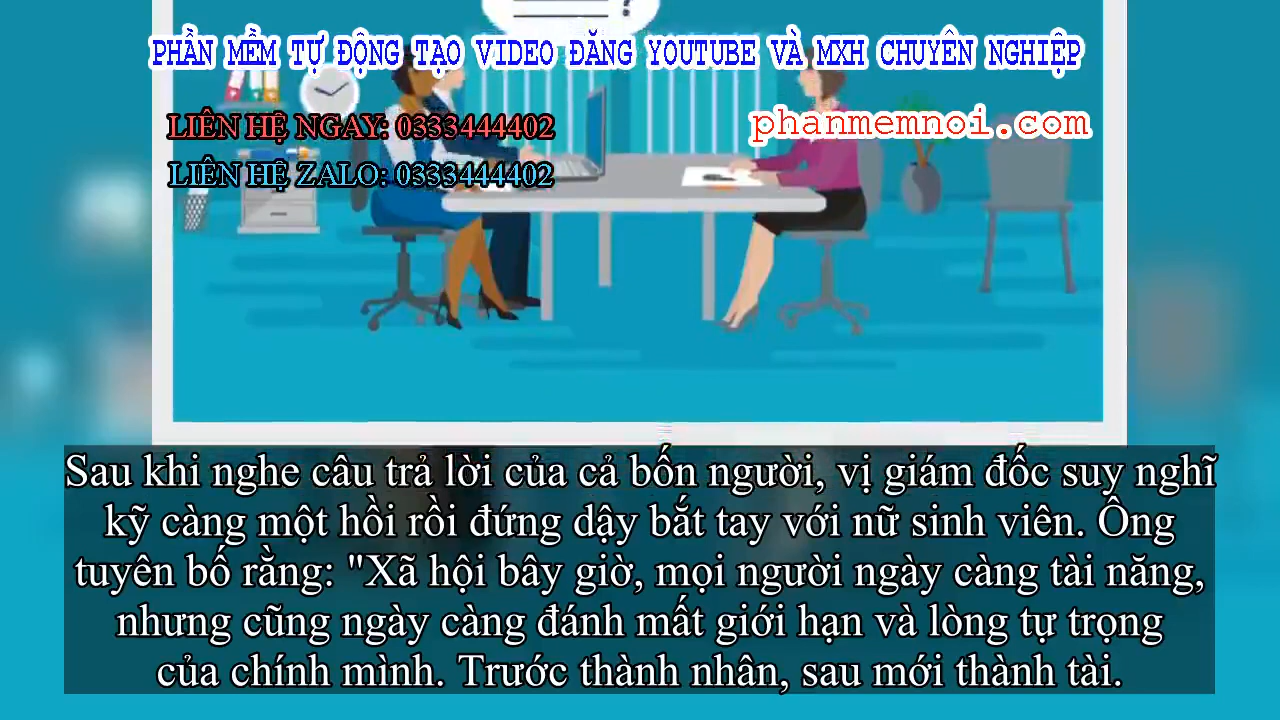 PHẦN MỀM TỰ ĐỘNG TẠO VIDEO ĐĂNG YOUTUBE VÀ MXH CHUYÊN NGHIỆP
LIÊN HỆ NGAY: 0333444402
phanmemnoi.com
LIÊN HỆ ZALO: 0333444402
Sau khi nghe câu trả lời của cả bốn người, vị giám đốc suy nghĩ
kỹ càng một hồi rồi đứng dậy bắt tay với nữ sinh viên. Ông
tuyên bố rằng: "Xã hội bây giờ, mọi người ngày càng tài năng,
nhưng cũng ngày càng đánh mất giới hạn và lòng tự trọng
của chính mình. Trước thành nhân, sau mới thành tài.